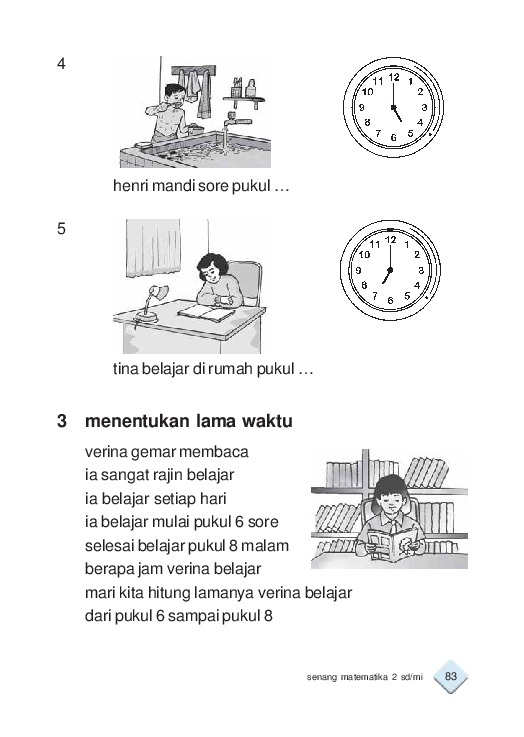 4
12
11 1
10 2
9 3
8 4
7 5
6
henri mandi sore pukul …
5
12
11 1
10 2
9 3
8 4
7 5
6
tina belajar di rumah pukul …
3 menentukan lama waktu
verina gemar membaca
ia sangat rajin belajar
ia belajar setiap hari
ia belajar mulai pukul 6 sore
selesai belajar pukul 8 malam
berapa jam verina belajar
mari kita hitung lamanya verina belajar
dari pukul 6 sampai pukul 8
senang matematika 2 sd/mi 83